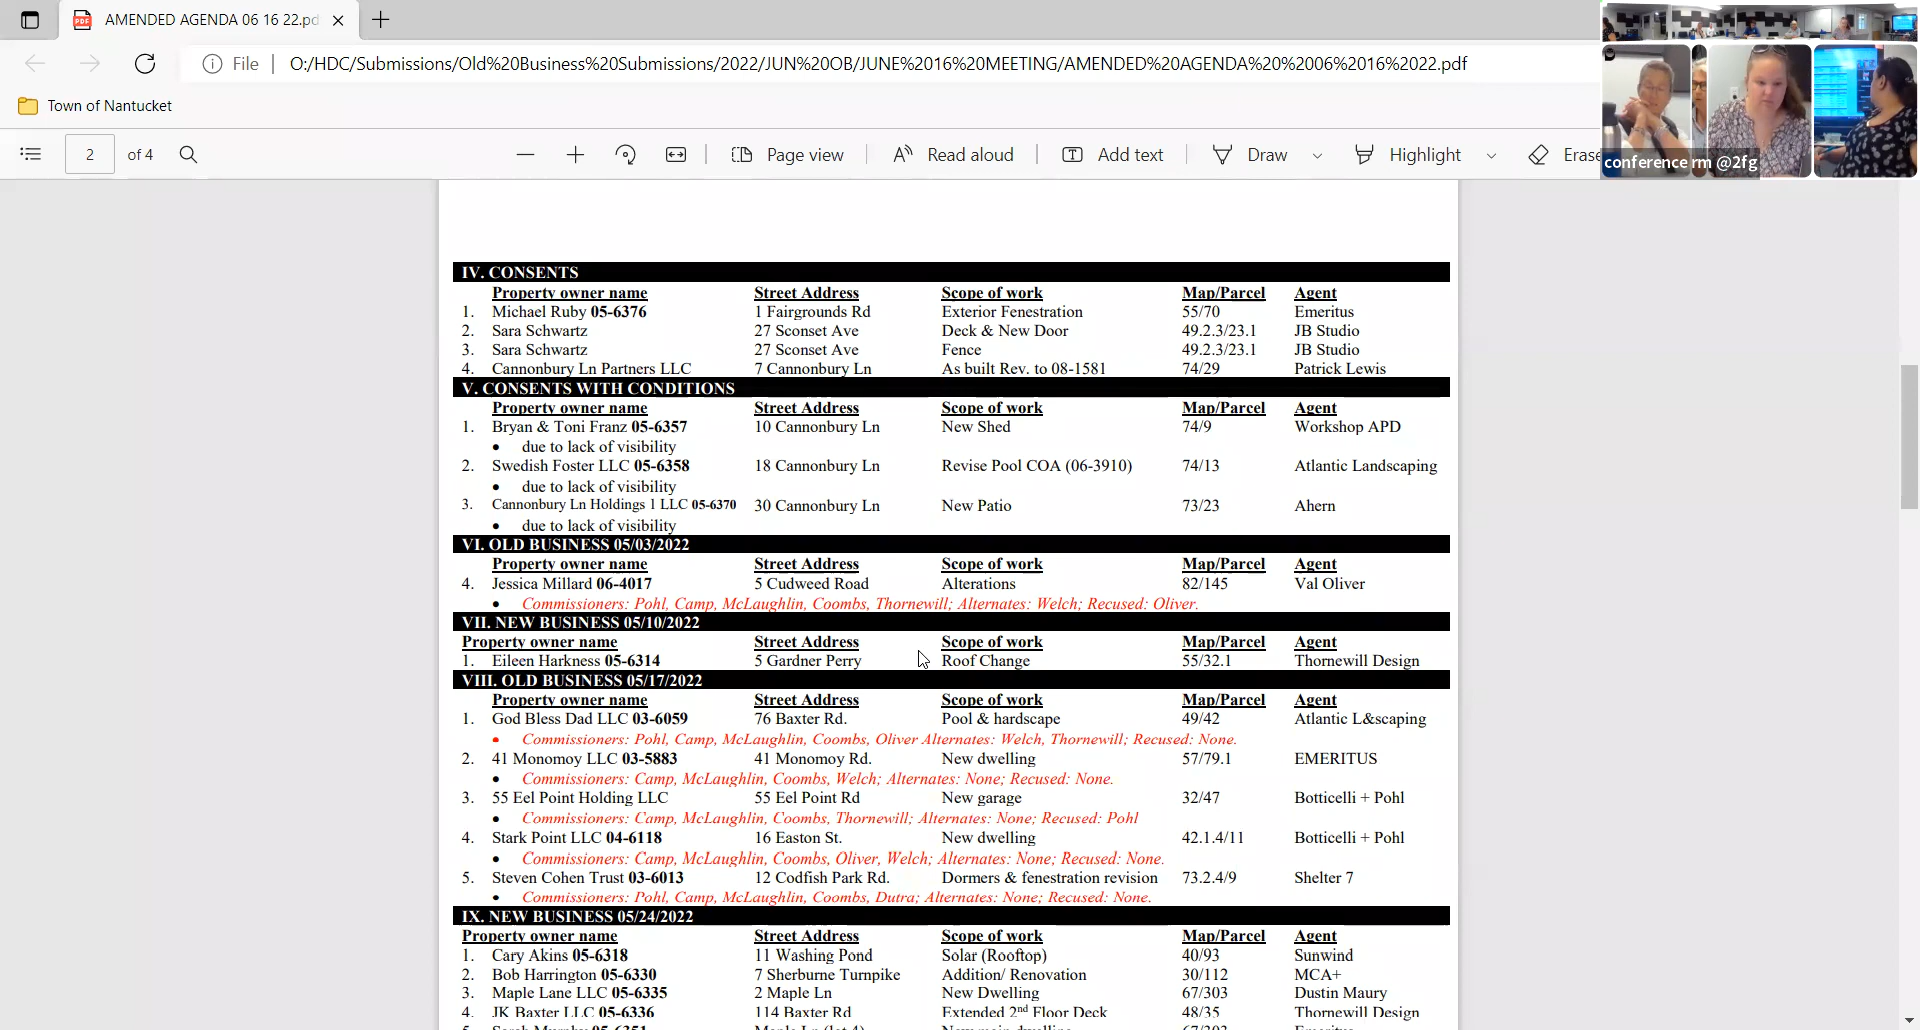 AMENDED AGENDA 06 16 22.pd
File O:/HDC/Submissions/Old%20Business%20Submissions/2022/JUN%20OB/JUNE%2016%20MEETING/AMENDED%20AGENDA%20%2006%2016%2022.pdf
Town of Nantucket
2 of 4 Page view Read aloud Add text Draw Highlight Erase
conference rm @2fg
IV. CONSENTS
Property owner name Street Address Scope of work Map/Parcel Agent
1. Michael Ruby 05-6376 1 Fairgrounds Rd Exterior Fenestration 55/70 Emeritus
2. Sara Schwartz 27 Sconset Ave Deck & New Door 49.2.3/23.1 JB Studio
3. Sara Schwartz 27 Sconset Ave Fence 49.2.3/23.1 JB Studio
4. Cannonbury Ln Partners LLC 7 Cannonbury Ln As built Rev. to 08-1581 74/29 Patrick Lewis
V. CONSENTS WITH CONDITIONS
Property owner name Street Address Scope of work Map/Parcel Agent
1. Bryan & Toni Franz 05-6357 10 Cannonbury Ln New Shed 74/9 Workshop APD
• due to lack of visibility
2. Swedish Foster LLC 05-6358 18 Cannonbury Ln Revise Pool COA (06-3910) 74/13 Atlantic Landscaping
• due to lack of visibility
3. Cannonbury Ln Holdings 1 LLC 05-6370 30 Cannonbury Ln New Patio 73/23 Ahern
• due to lack of visibility
VI. OLD BUSINESS 05/03/2022
Property owner name Street Address Scope of work Map/Parcel Agent
4. Jessica Millard 06-4017 5 Cudweed Road Alterations 82/145 Val Oliver
• Commissioners: Pohl, Camp, McLaughlin, Coombs, Thornewill; Alternates: Welch; Recused: Oliver.
VII. NEW BUSINESS 05/10/2022
Property owner name Street Address Scope of work Map/Parcel Agent
1. Eileen Harkness 05-6314 5 Gardner Perry Roof Change 55/32.1 Thornewill Design
VIII. OLD BUSINESS 05/17/2022
Property owner name Street Address Scope of work Map/Parcel Agent
1. God Bless Dad LLC 03-6059 76 Baxter Rd. Pool & hardscape 49/42 Atlantic L&scaping
• Commissioners: Pohl, Camp, McLaughlin, Coombs, Oliver Alternates: Welch, Thornewill; Recused: None.
2. 41 Monomoy LLC 03-5883 41 Monomoy Rd. New dwelling 57/79.1 EMERITUS
• Commissioners: Camp, McLaughlin, Coombs, Welch; Alternates: None; Recused: None.
3. 55 Eel Point Holding LLC 55 Eel Point Rd New garage 32/47 Botticelli + Pohl
• Commissioners: Camp, McLaughlin, Coombs, Thornewill; Alternates: None; Recused: Pohl
4. Stark Point LLC 04-6118 16 Easton St. New dwelling 42.1.4/11 Botticelli + Pohl
• Commissioners: Camp, McLaughlin, Coombs, Oliver, Welch; Alternates: None; Recused: None.
5. Steven Cohen Trust 03-6013 12 Codfish Park Rd. Dormers & fenestration revision 73.2.4/9 Shelter 7
• Commissioners: Pohl, Camp, McLaughlin, Coombs, Dutra; Alternates: None; Recused: None.
IX. NEW BUSINESS 05/24/2022
Property owner name Street Address Scope of work Map/Parcel Agent
1. Cary Akins 05-6318 11 Washing Pond Solar (Rooftop) 40/93 Sunwind
2. Bob Harrington 05-6330 7 Sherburne Turnpike Addition/ Renovation 30/112 MCA+
3. Maple Lane LLC 05-6335 2 Maple Ln New Dwelling 67/303 Dustin Maury
4. JK Baxter LLC 05-6336 114 Baxter Rd Extended 2nd Floor Deck 48/35 Thornewill Design